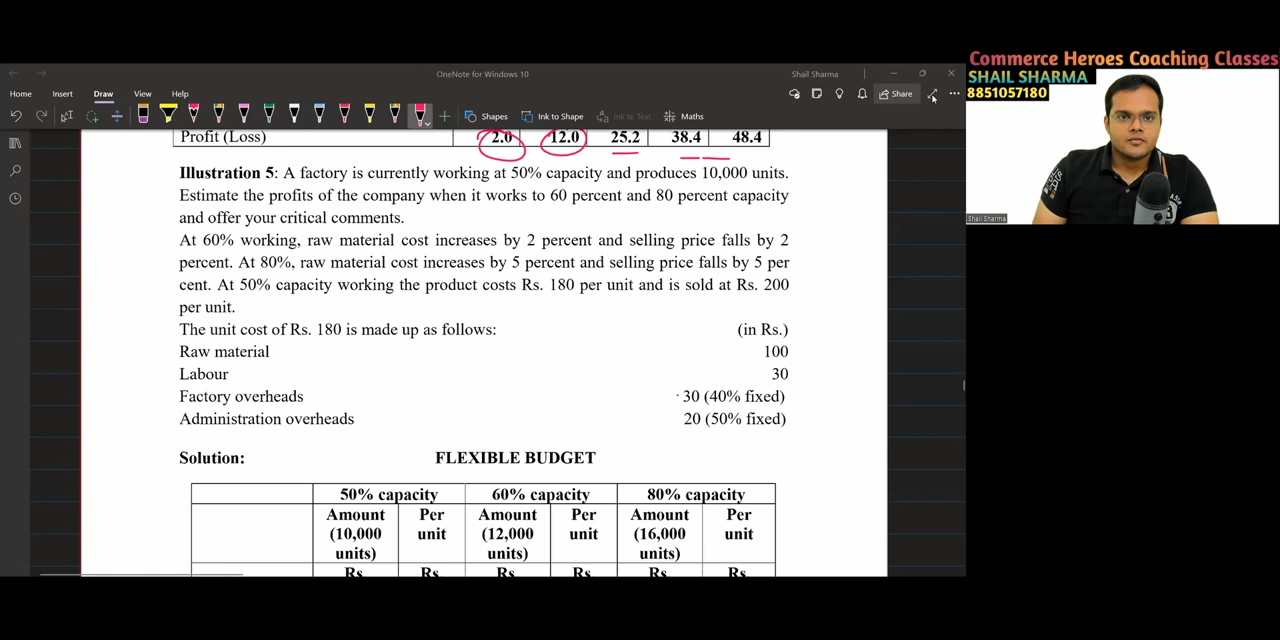 OneNote for Windows 10
Shail Sharma
Home Insert Draw View Help
Share
Shapes Ink to Shape Ink to Text Maths
Commerce Heroes Coaching Classes
SHAIL SHARMA
8851057180
Shail Sharma
Profit (Loss) 2.0 12.0 25.2 38.4 48.4
Illustration 5: A factory is currently working at 50% capacity and produces 10,000 units.
Estimate the profits of the company when it works to 60 percent and 80 percent capacity
and offer your critical comments.
At 60% working, raw material cost increases by 2 percent and selling price falls by 2
percent. At 80%, raw material cost increases by 5 percent and selling price falls by 5 per
cent. At 50% capacity working the product costs Rs. 180 per unit and is sold at Rs. 200
per unit.
The unit cost of Rs. 180 is made up as follows: (in Rs.)
Raw material 100
Labour 30
Factory overheads 30 (40% fixed)
Administration overheads 20 (50% fixed)
Solution: FLEXIBLE BUDGET
50% capacity 60% capacity 80% capacity
Amount Per Amount Per Amount Per
(10,000 unit (12,000 unit (16,000 unit
units) units) units)
Rs Rs Rs Rs Rs Rs